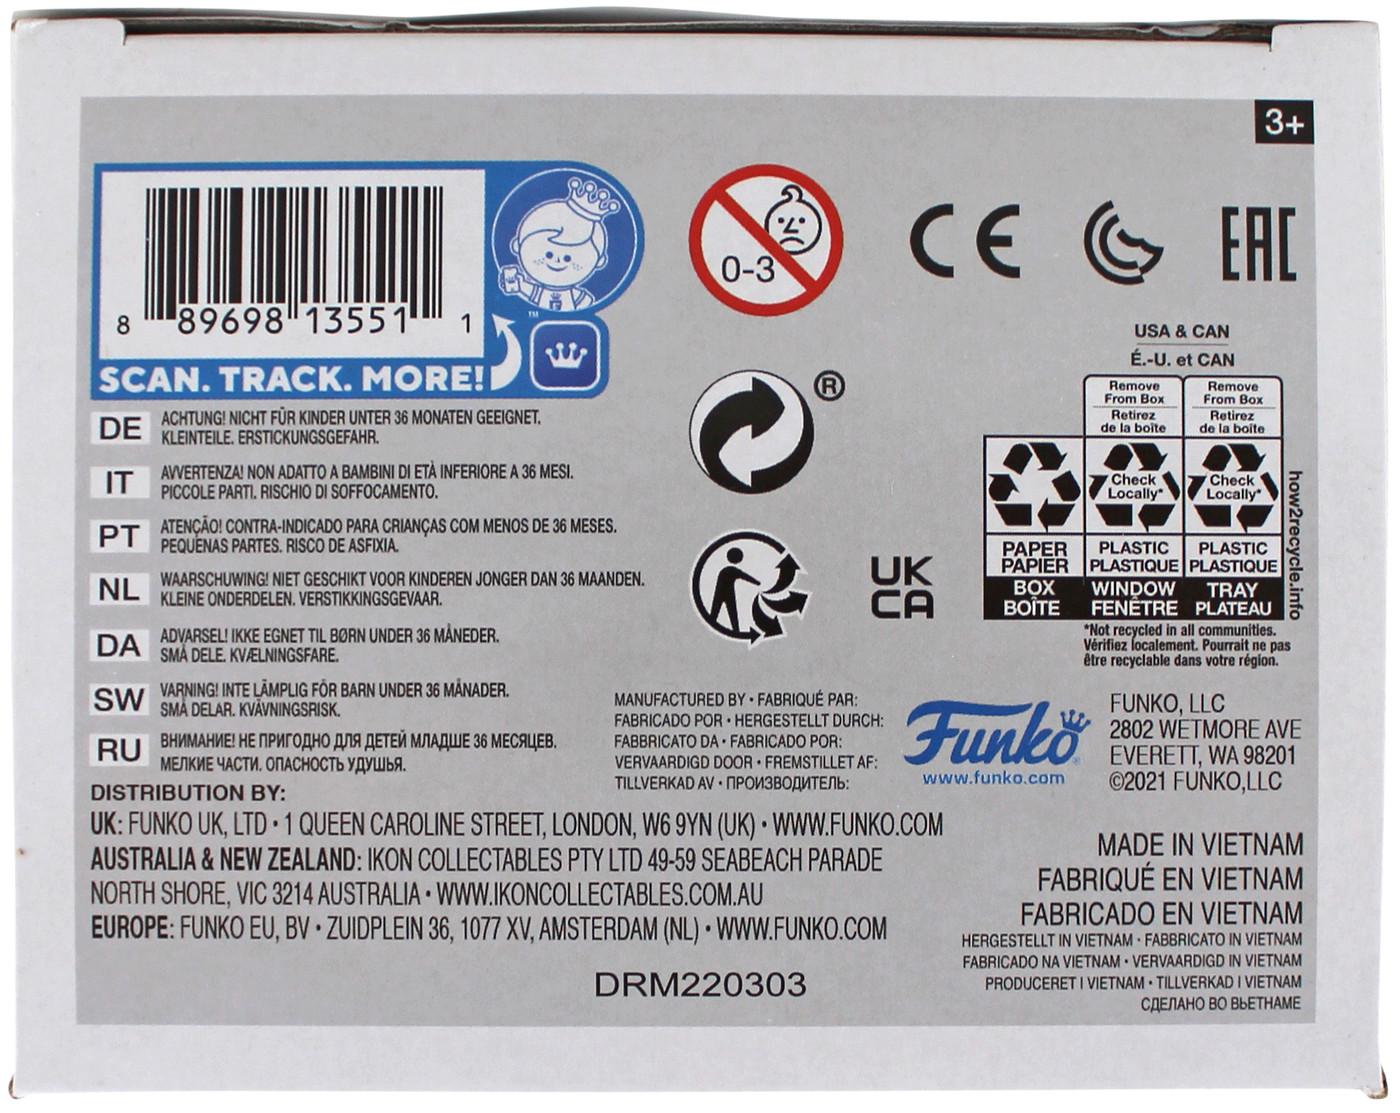 3+
8 89698 13551 1
™
SCAN. TRACK. MORE!
0-3
CE
EAC
®
UK
CA
USA & CAN
É.-U. et CAN
Remove
From Box
Retirez
de la boîte
Remove
From Box
Retirez
de la boîte
Check
Locally*
Check
Locally*
PAPER
PAPIER
PLASTIC
PLASTIQUE
PLASTIC
PLASTIQUE
BOX
BOÎTE
WINDOW
FENÊTRE
TRAY
PLATEAU
how2recycle.info
*Not recycled in all communities.
Vérifiez localement. Pourrait ne pas
être recyclable dans votre région.
DE ACHTUNG! NICHT FÜR KINDER UNTER 36 MONATEN GEEIGNET.
KLEINTEILE. ERSTICKUNGSGEFAHR.
IT AVVERTENZA! NON ADATTO A BAMBINI DI ETÀ INFERIORE A 36 MESI.
PICCOLE PARTI. RISCHIO DI SOFFOCAMENTO.
PT ATENÇÃO! CONTRA-INDICADO PARA CRIANÇAS COM MENOS DE 36 MESES.
PEQUENAS PARTES. RISCO DE ASFIXIA.
NL WAARSCHUWING! NIET GESCHIKT VOOR KINDEREN JONGER DAN 36 MAANDEN.
KLEINE ONDERDELEN. VERSTIKKINGSGEVAAR.
DA ADVARSEL! IKKE EGNET TIL BØRN UNDER 36 MÅNEDER.
SMÅ DELE. KVÆLNINGSFARE.
SW VARNING! INTE LÄMPLIG FÖR BARN UNDER 36 MÅNADER.
SMÅ DELAR. KVÄVNINGSRISK.
RU ВНИМАНИЕ! НЕ ПРИГОДНО ДЛЯ ДЕТЕЙ МЛАДШЕ 36 МЕСЯЦЕВ.
МЕЛКИЕ ЧАСТИ. ОПАСНОСТЬ УДУШЬЯ.
MANUFACTURED BY • FABRIQUÉ PAR:
FABRICADO POR • HERGESTELLT DURCH:
FABBRICATO DA • FABRICADO POR:
VERVAARDIGD DOOR • FREMSTILLET AF:
TILLVERKAD AV • ПРОИЗВОДИТЕЛЬ:
Funko®
www.funko.com
FUNKO, LLC
2802 WETMORE AVE
EVERETT, WA 98201
©2021 FUNKO,LLC
DISTRIBUTION BY:
UK: FUNKO UK, LTD • 1 QUEEN CAROLINE STREET, LONDON, W6 9YN (UK) • WWW.FUNKO.COM
AUSTRALIA & NEW ZEALAND: IKON COLLECTABLES PTY LTD 49-59 SEABEACH PARADE
NORTH SHORE, VIC 3214 AUSTRALIA • WWW.IKONCOLLECTABLES.COM.AU
EUROPE: FUNKO EU, BV • ZUIDPLEIN 36, 1077 XV, AMSTERDAM (NL) • WWW.FUNKO.COM
DRM220303
MADE IN VIETNAM
FABRIQUÉ EN VIETNAM
FABRICADO EN VIETNAM
HERGESTELLT IN VIETNAM • FABBRICATO IN VIETNAM
FABRICADO NA VIETNAM • VERVAARDIGD IN VIETNAM
PRODUCERET I VIETNAM • TILLVERKAD I VIETNAM
СДЕЛАНО ВО ВЬЕТНАМЕ